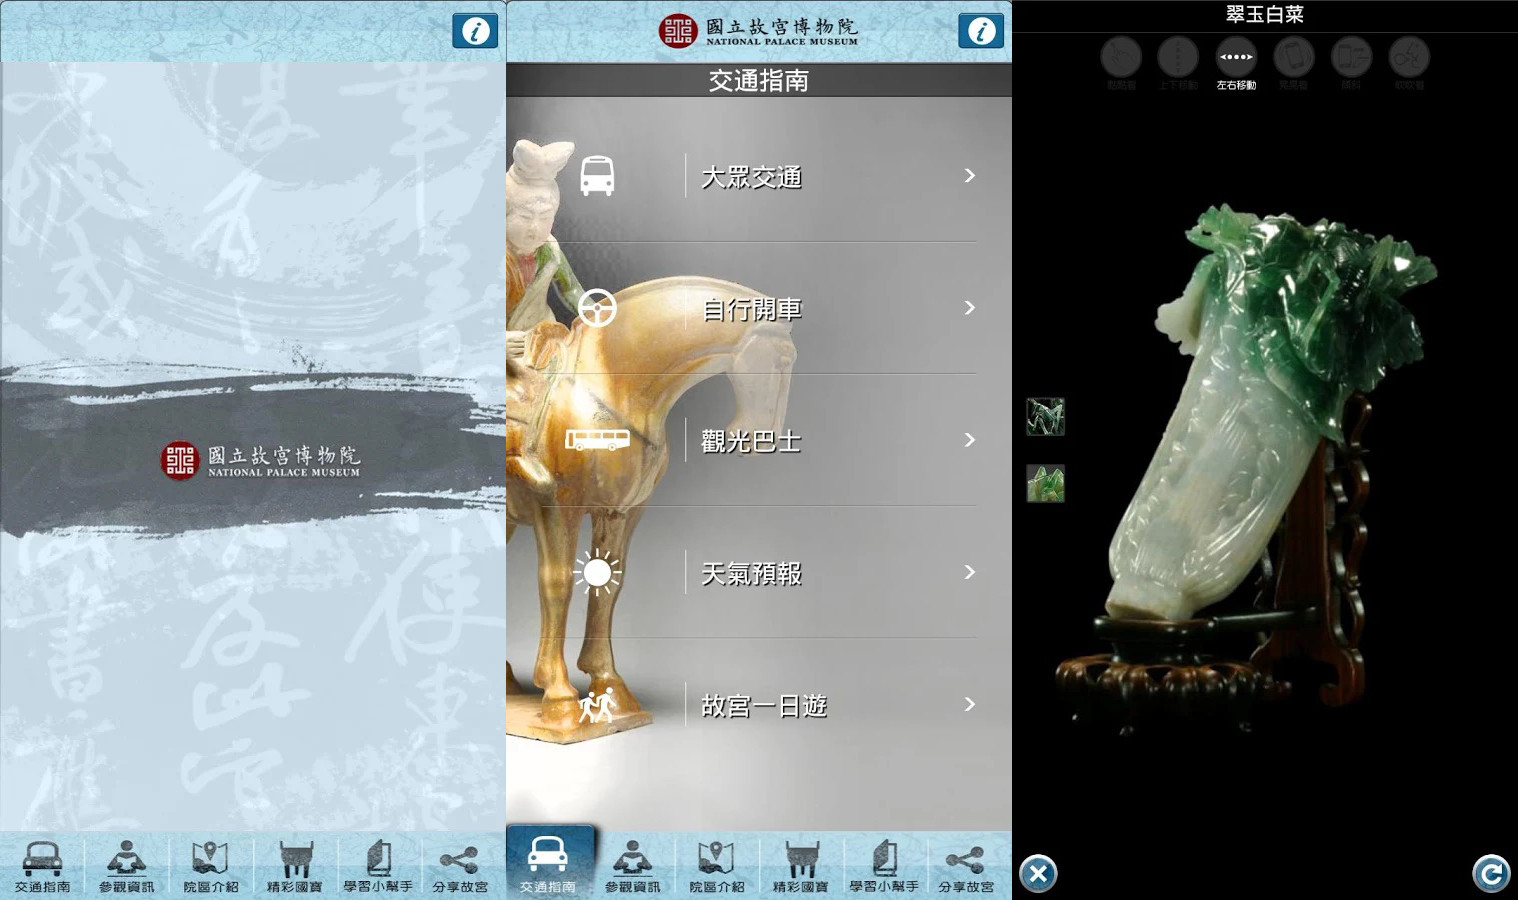 國立故宮博物院
NATIONAL PALACE MUSEUM
交通指南
參觀資訊
院區介紹
精彩國寶
學習小幫手
分享故宮
國立故宮博物院
NATIONAL PALACE MUSEUM
交通指南
大眾交通
自行開車
觀光巴士
天氣預報
故宮一日遊
交通指南
參觀資訊
院區介紹
精彩國寶
學習小幫手
分享故宮
翠玉白菜
上下移動
左右移動